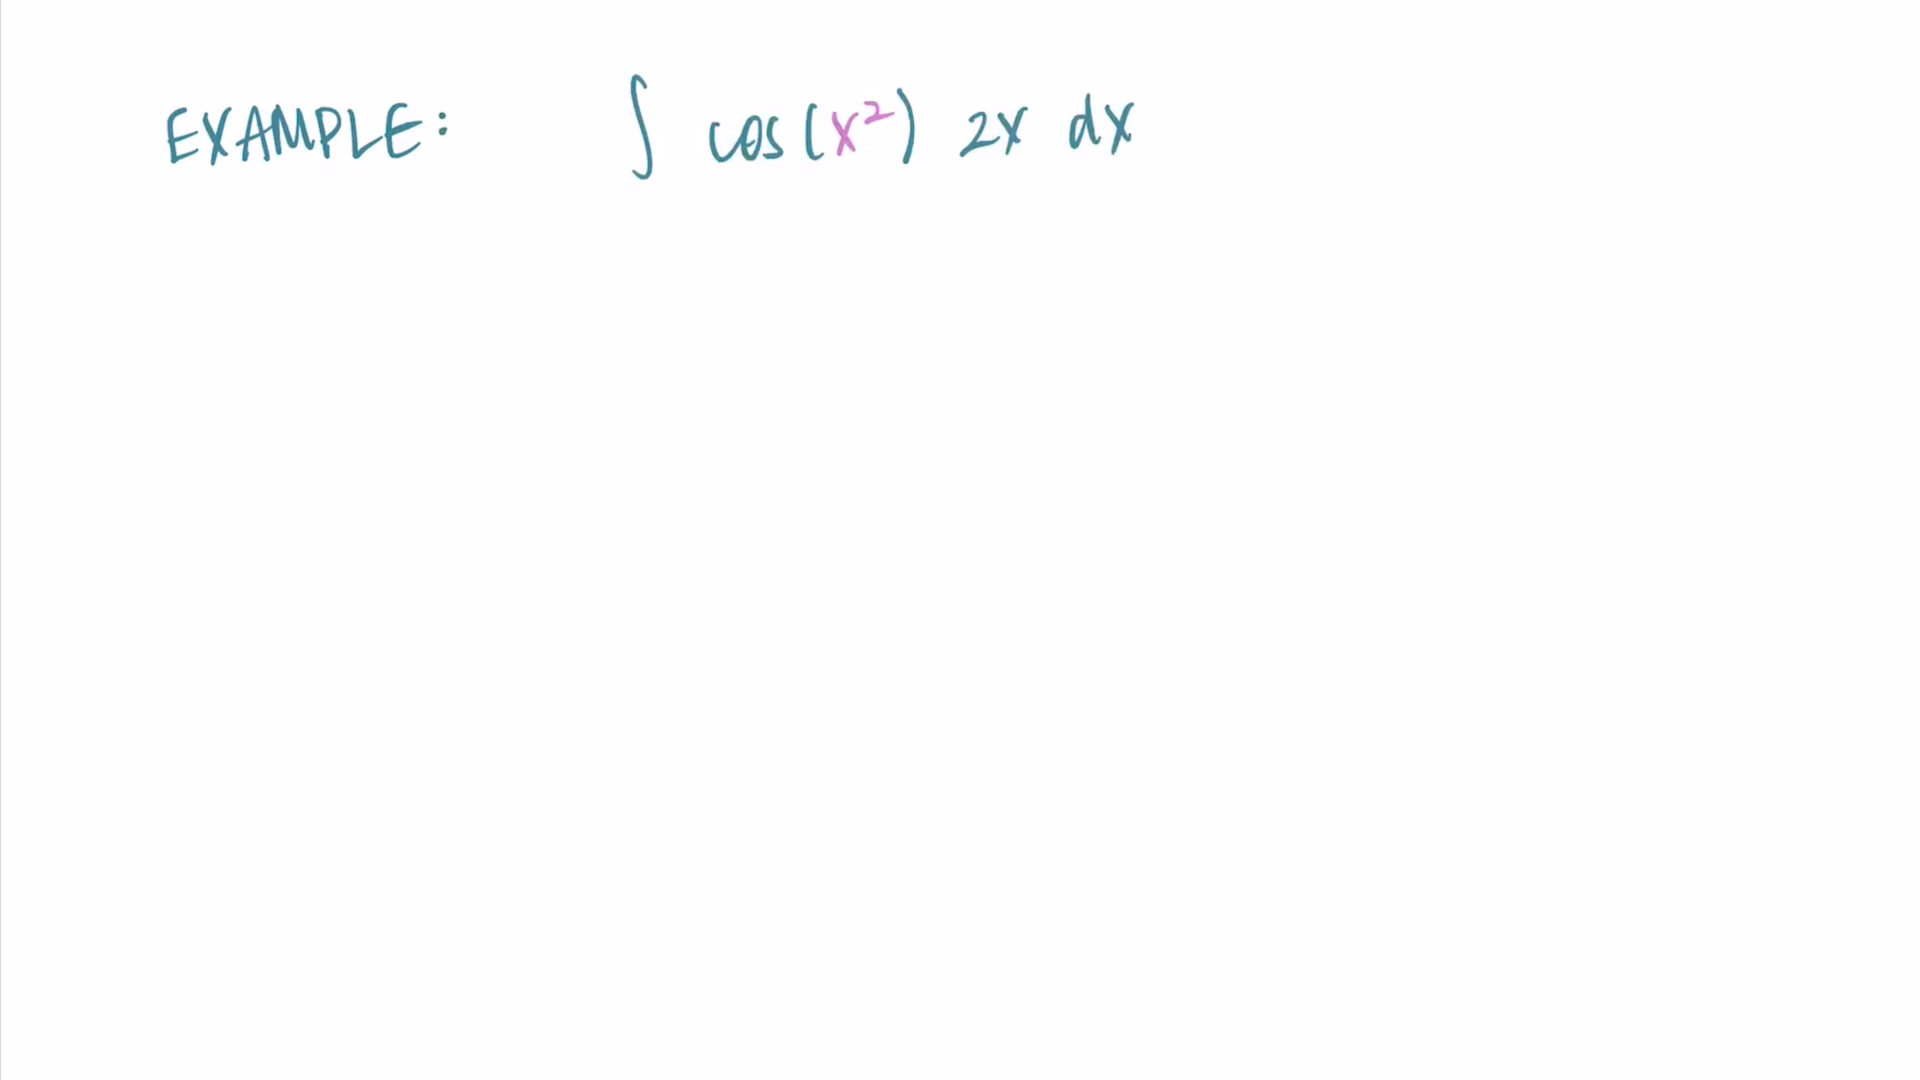 EXAMPLE: ∫ cos(x²) 2x dx